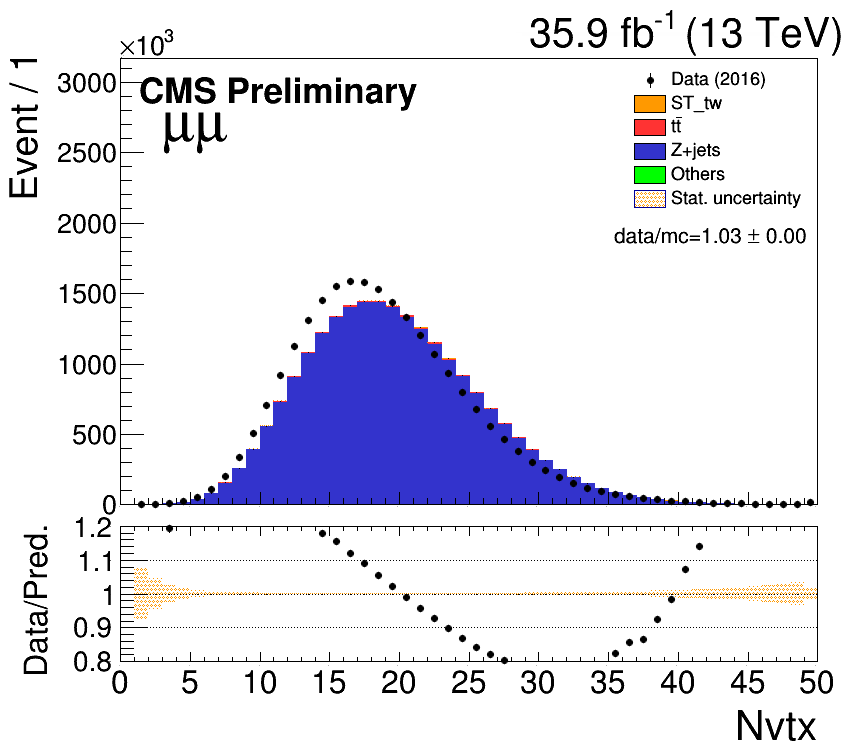 35.9 fb⁻¹ (13 TeV)
×10³
Event / 1
CMS Preliminary
μμ
Data (2016)
ST_tw
tt̄
Z+jets
Others
Stat. uncertainty
data/mc=1.03 ± 0.00
3000
2500
2000
1500
1000
500
0
Data/Pred.
1.2
1.1
1
0.9
0.8
0 5 10 15 20 25 30 35 40 45 50
Nvtx